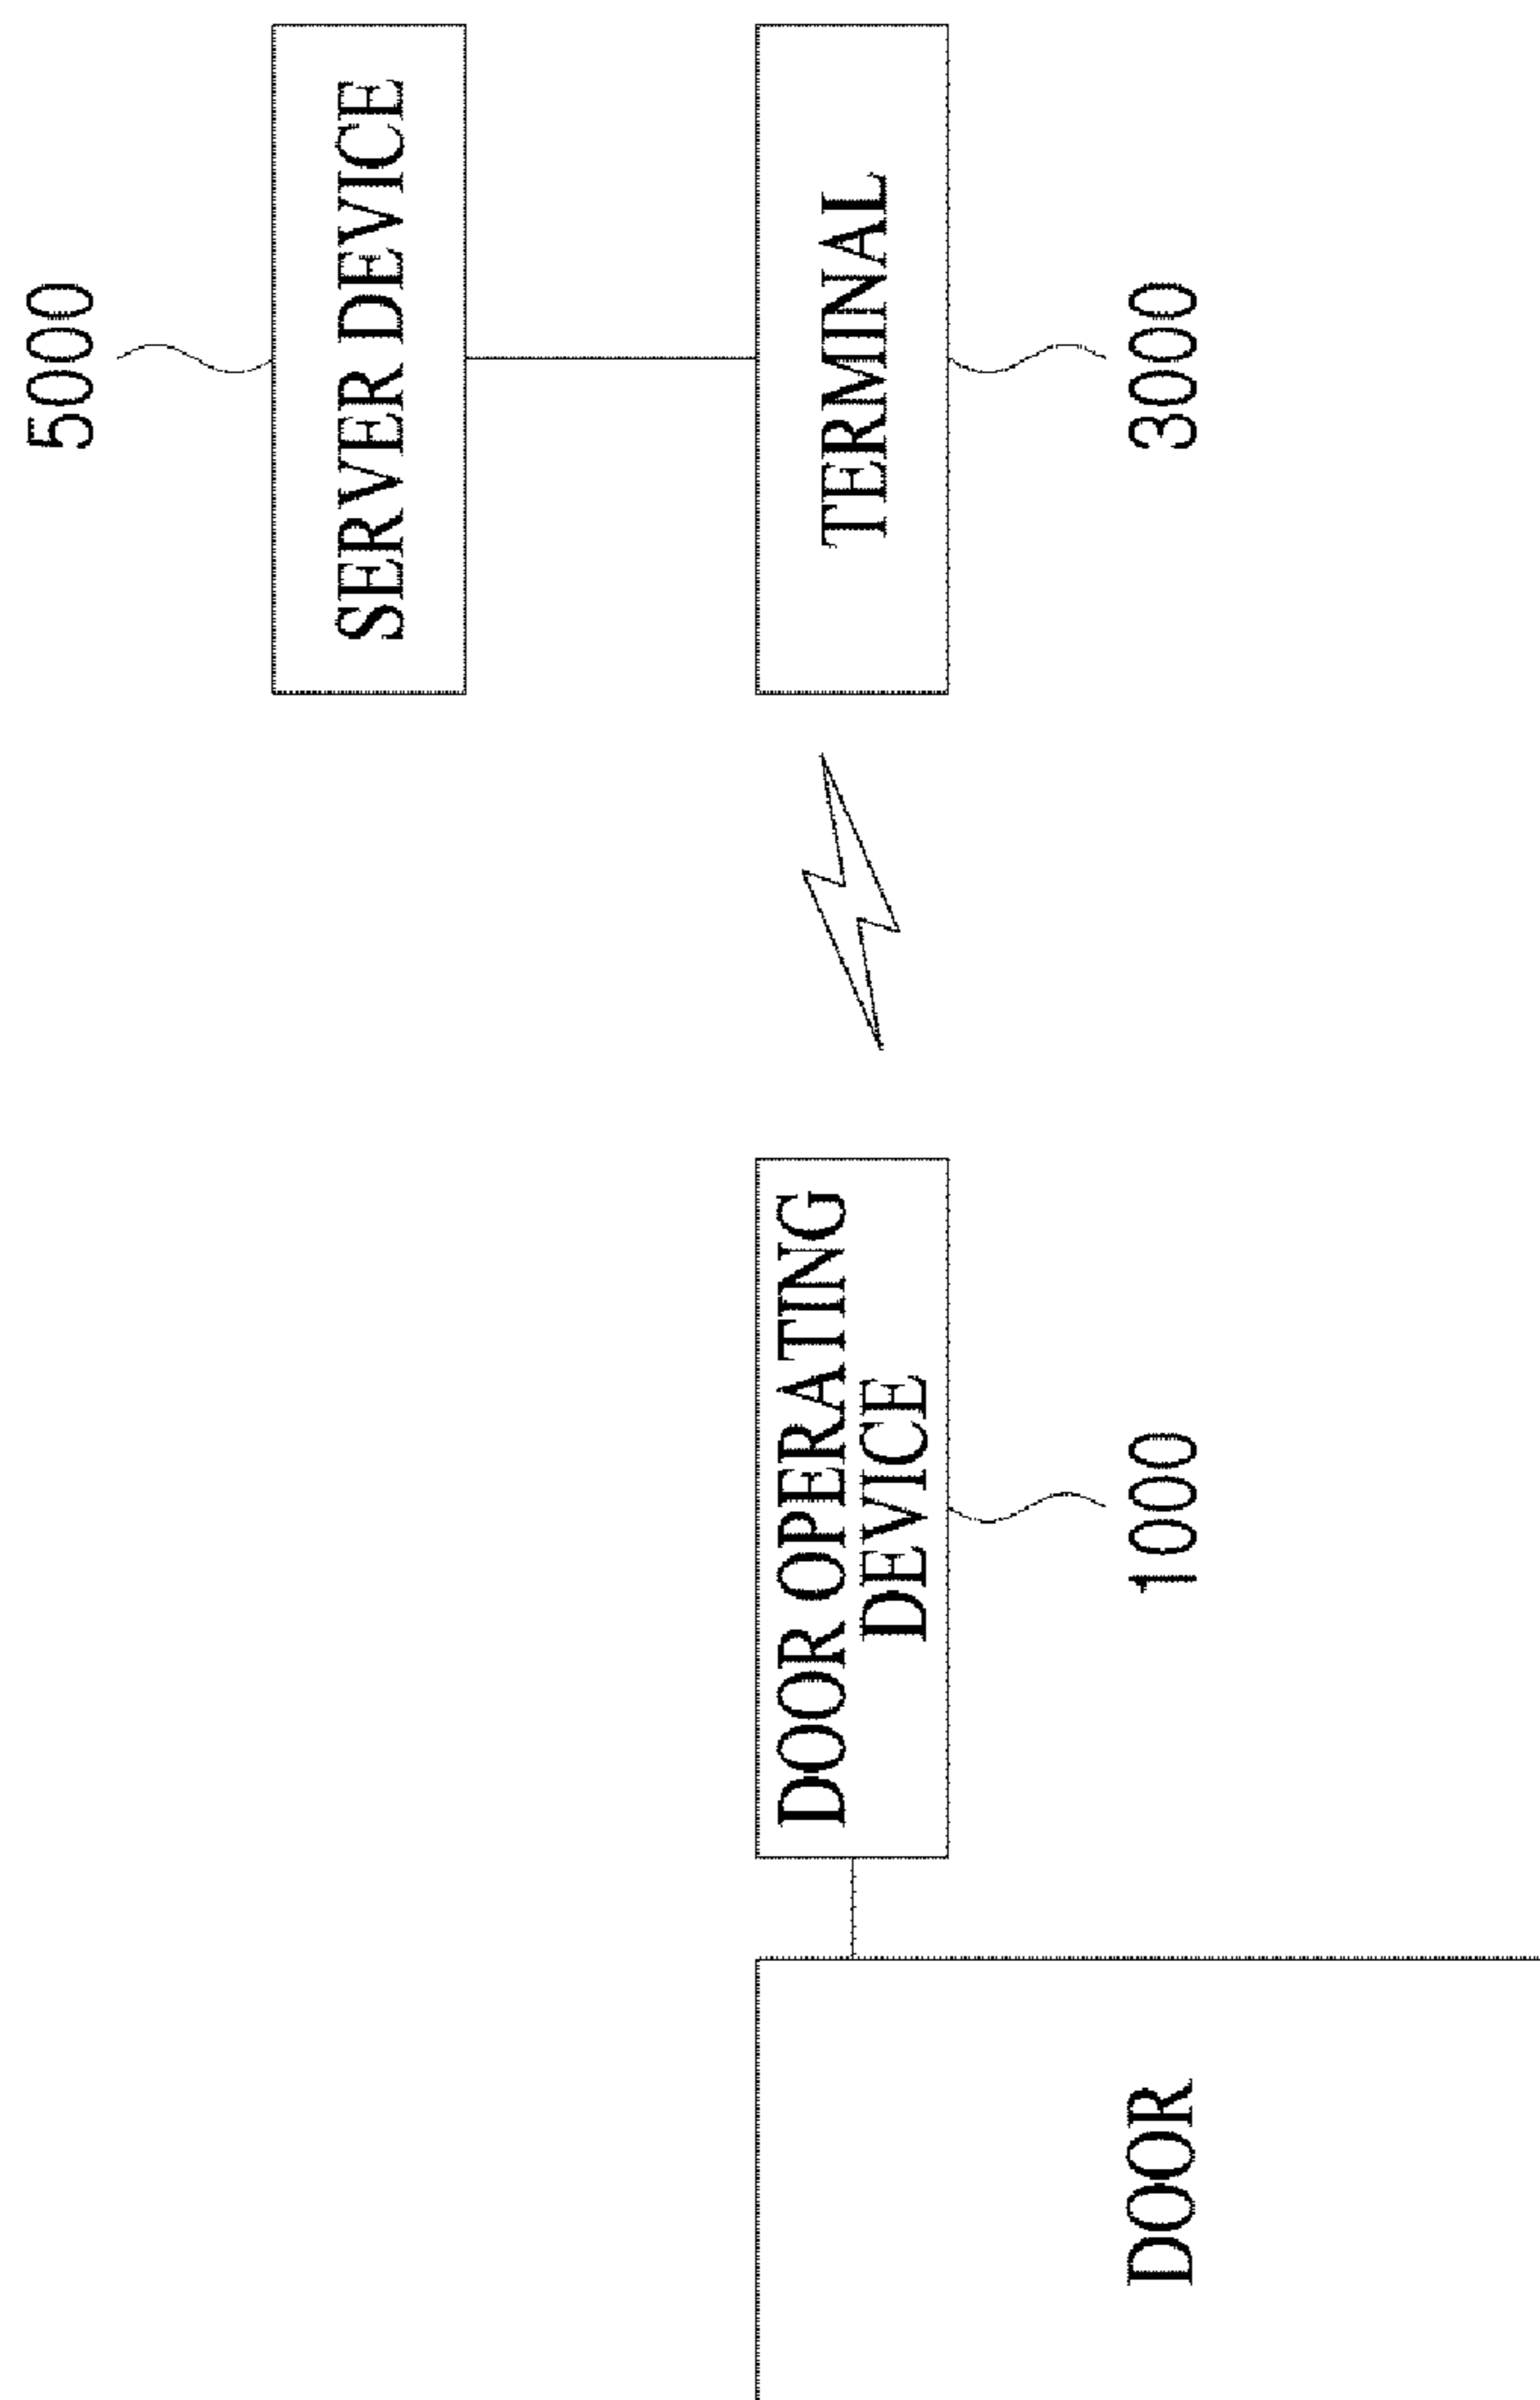 5000
SERVER DEVICE
DOOR OPERATING
DEVICE
TERMINAL
DOOR
1000
3000